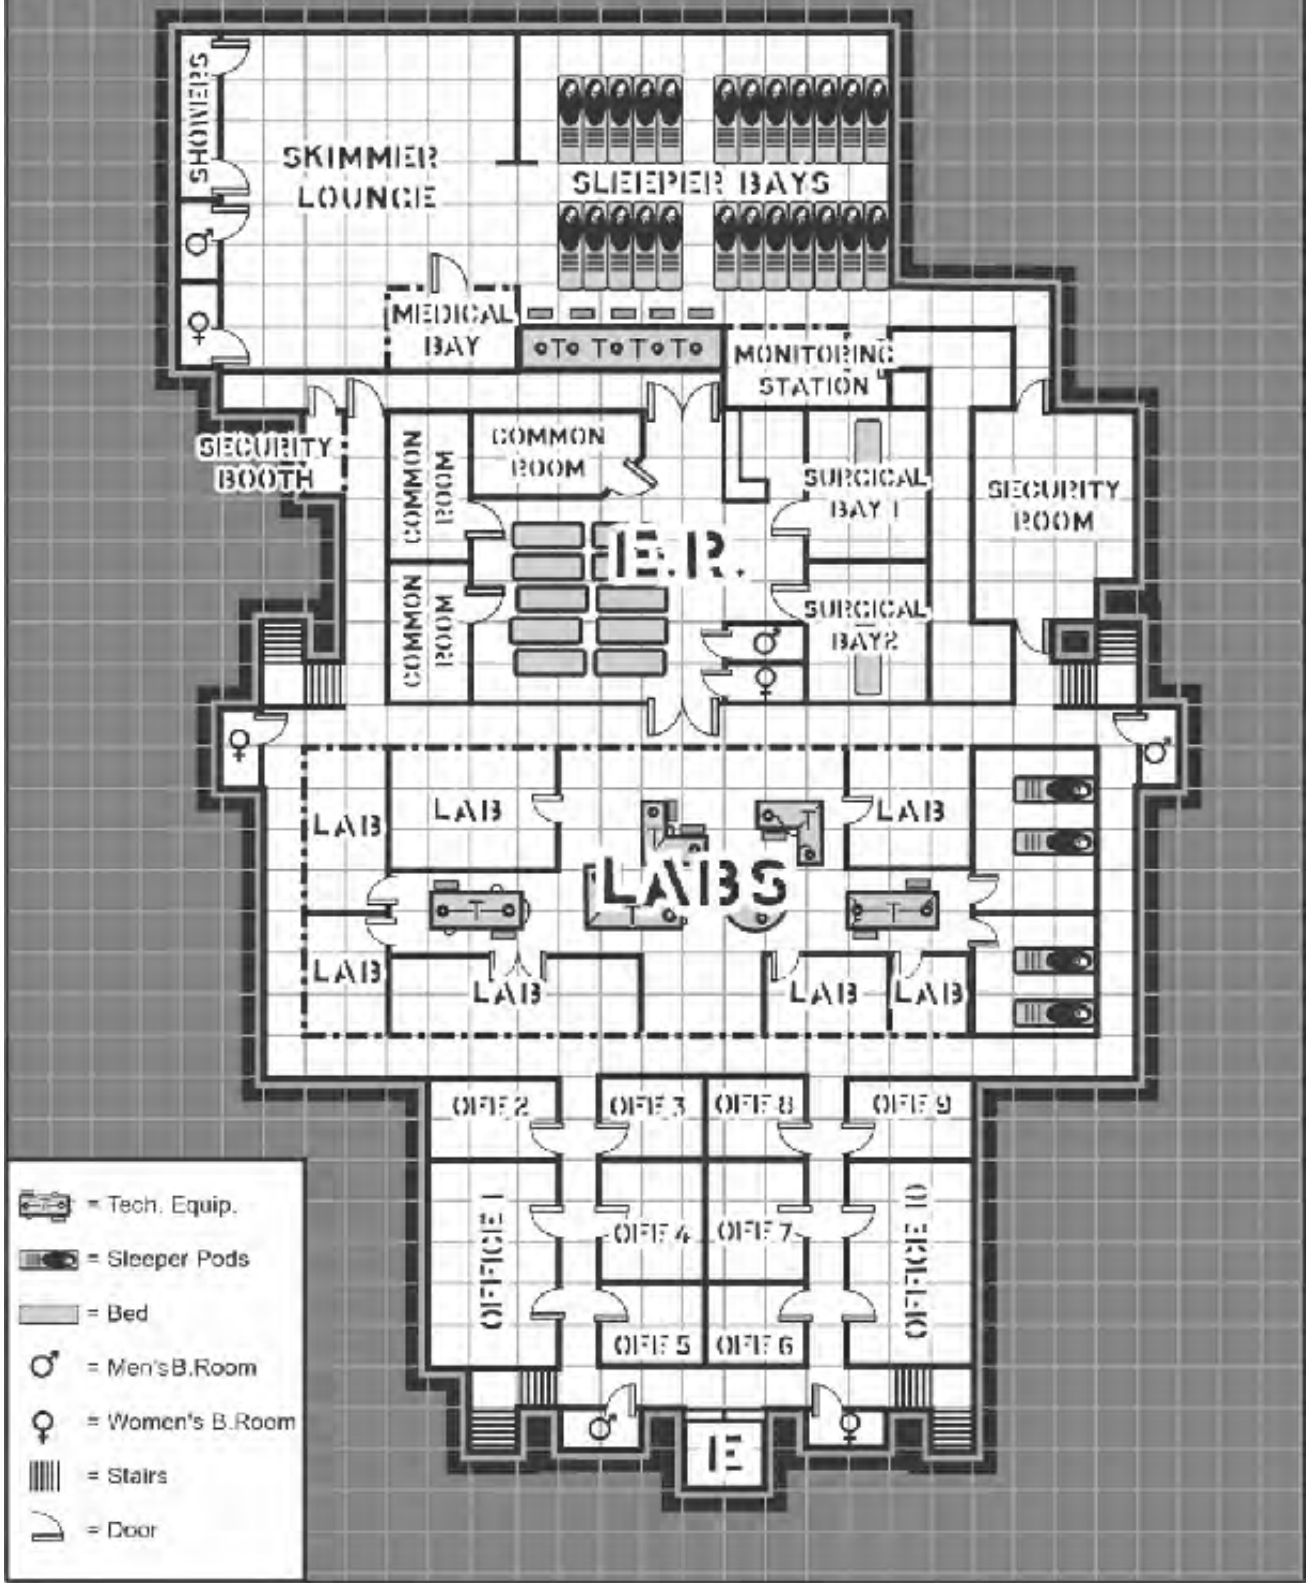 SHOWERS
SKIMMER
LOUNGE
SLEEPER BAYS
♂
♀
MEDICAL
BAY
T T T T
MONITORING
STATION
SECURITY
BOOTH
COMMON
ROOM
COMMON
ROOM
SURGICAL
BAY 1
SECURITY
ROOM
E.R.
COMMON
ROOM
SURGICAL
BAY2
♂
♀
♀
♂
LAB
LAB
LAB
T
T
LABS
T
T
T
LAB
LAB
LAB
LAB
OFF. 2
OFF. 3
OFF. 8
OFF. 9
OFFICE 1
OFF. 4
OFF. 7
OFFICE 10
OFF. 5
OFF. 6
♂
E
♀
= Tech. Equip.
= Sleeper Pods
= Bed
♂ = Men's B.Room
♀ = Women's B.Room
= Stairs
= Door